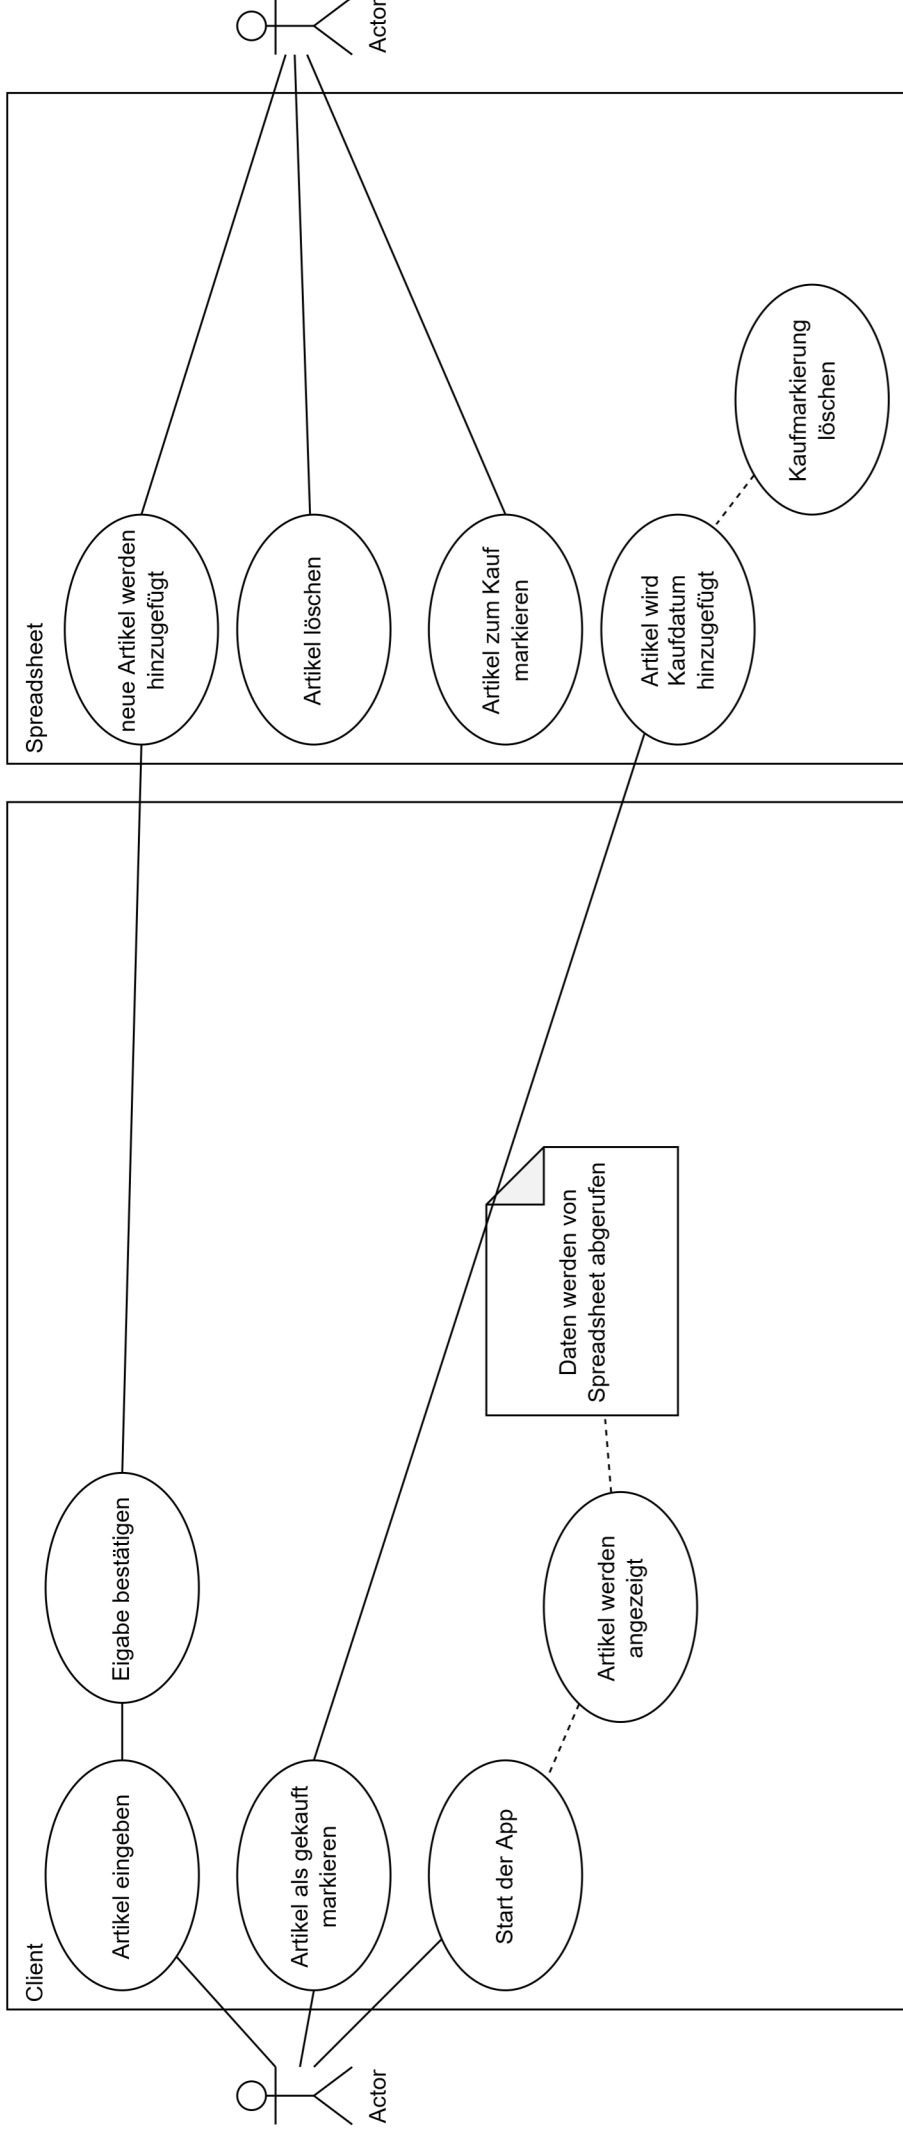 Client
Artikel eingeben
Eigabe bestätigen
Artikel als gekauft
markieren
Start der App
Artikel werden
angezeigt
Daten werden von
Spreadsheet abgerufen
Actor
Spreadsheet
neue Artikel werden
hinzugefügt
Artikel löschen
Artikel zum Kauf
markieren
Artikel wird
Kaufdatum
hinzugefügt
Kaufmarkierung
löschen
Actor